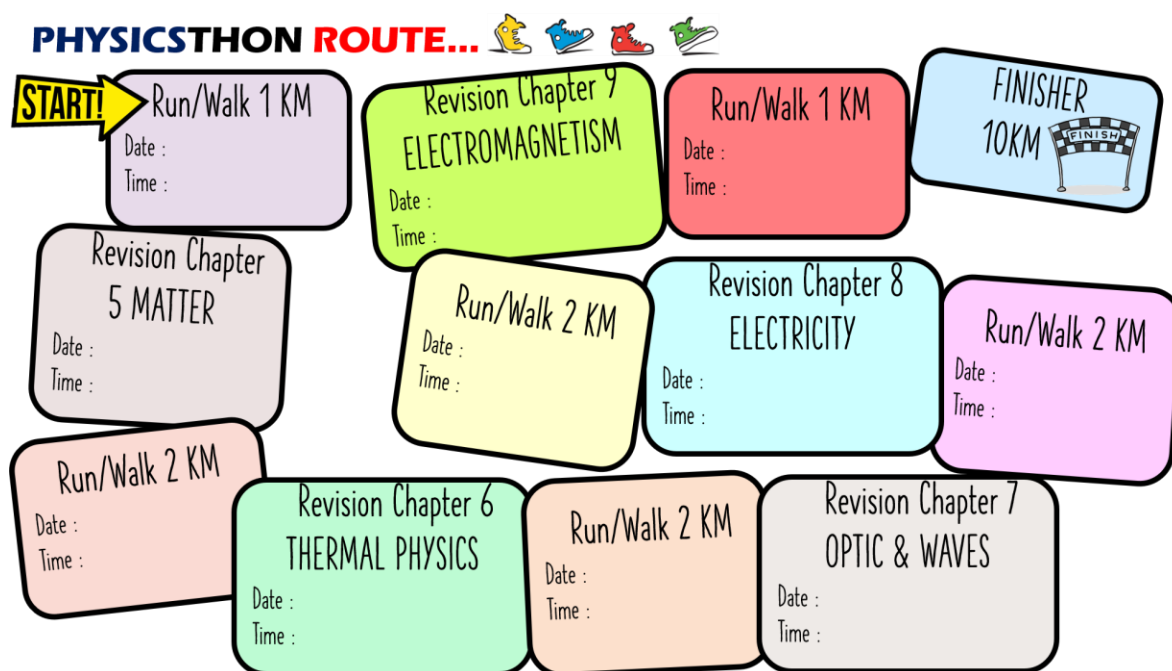 PHYSICSTHON ROUTE...
START!
Run/Walk 1 KM
Date :
Time :
Revision Chapter 9
ELECTROMAGNETISM
Date :
Time :
Run/Walk 1 KM
Date :
Time :
FINISHER
10KM
FINISH
Revision Chapter
5 MATTER
Date :
Time :
Run/Walk 2 KM
Date :
Time :
Revision Chapter 8
ELECTRICITY
Date :
Time :
Run/Walk 2 KM
Date :
Time :
Run/Walk 2 KM
Date :
Time :
Revision Chapter 6
THERMAL PHYSICS
Date :
Time :
Run/Walk 2 KM
Date :
Time :
Revision Chapter 7
OPTIC & WAVES
Date :
Time :